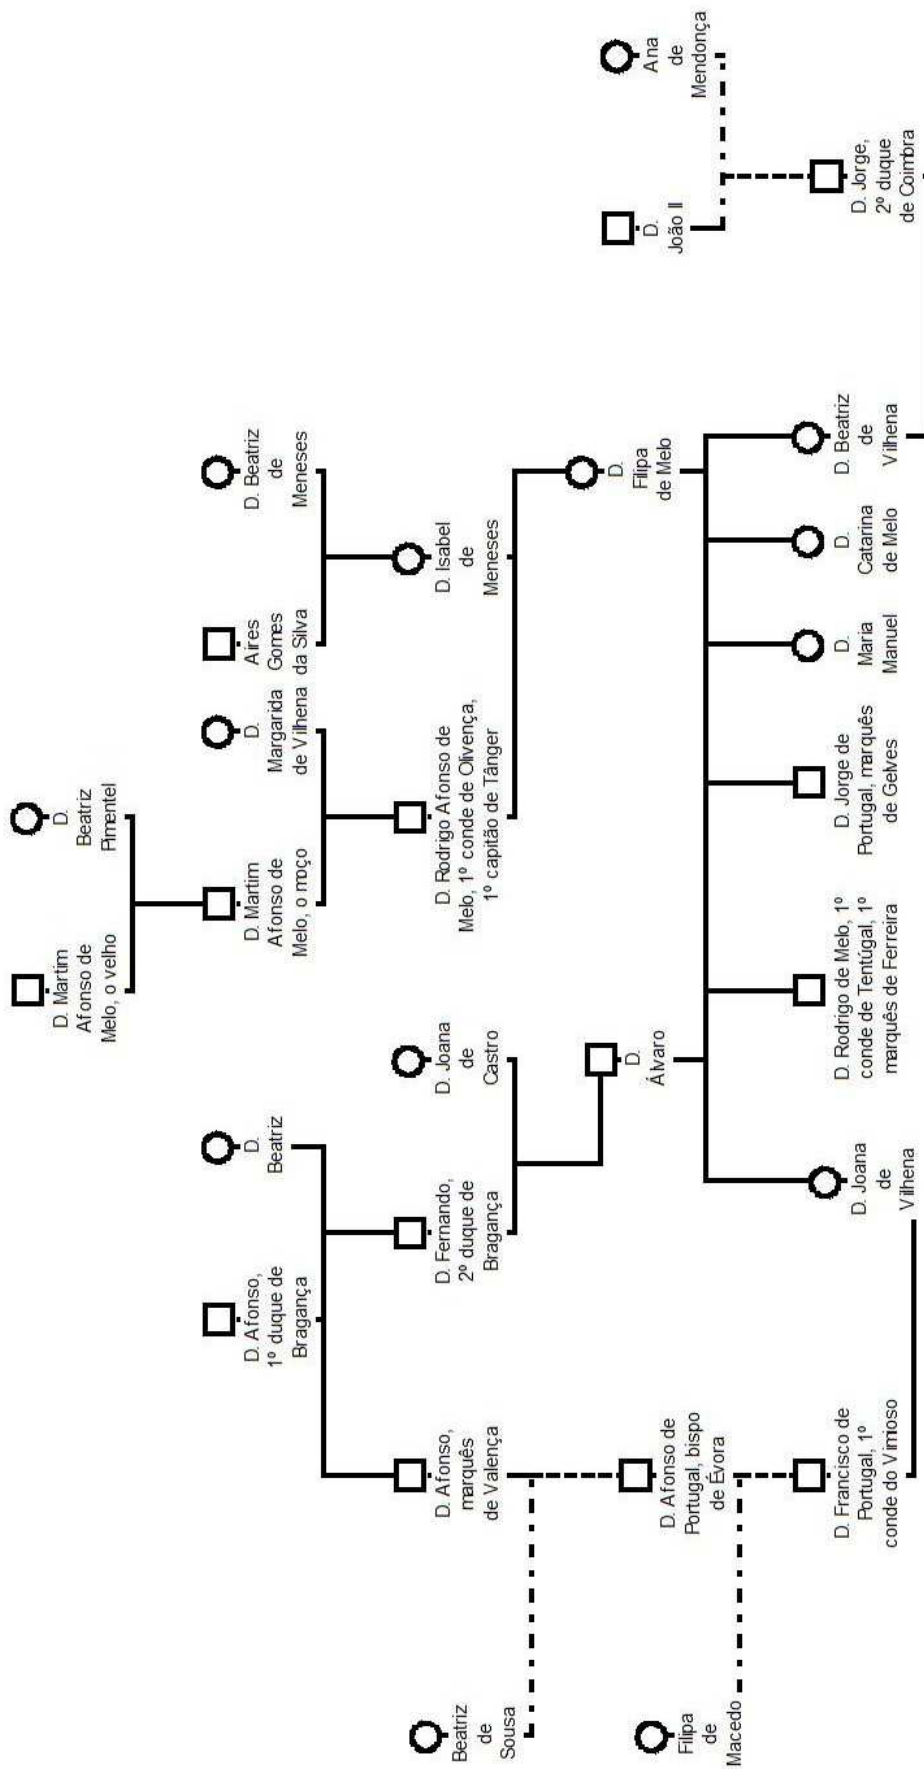 D. Martim
Afonso de
Melo, o velho
D.
Beatriz
Pimentel
D. Afonso,
1º duque de
Bragança
D.
Beatriz
D. Martim
Afonso de
Melo, o moço
D.
Margarida
de Vilhena
Aires
Gomes
da Silva
D. Beatriz
de
Meneses
Beatriz
de
Sousa
D. Afonso,
marquês
de Valença
D. Fernando,
2º duque de
Bragança
D. Joana
de
Castro
D. Rodrigo Afonso de
Melo, 1º conde de Olivença,
1º capitão de Tânger
D. Isabel
de
Meneses
Filipa
de
Macedo
D. Afonso de
Portugal, bispo
de Évora
D.
Álvaro
D.
Filipa
de Melo
D.
João II
Ana
de
Mendonça
D. Francisco de
Portugal, 1º
conde do Vimioso
D. Joana
de
Vilhena
D. Rodrigo de Melo, 1º
conde de Tentúgal, 1º
marquês de Ferreira
D. Jorge de
Portugal, marquês
de Gelves
D.
Maria
Manuel
D.
Catarina
de Melo
D. Beatriz
de
Vilhena
D. Jorge,
2º duque
de Coimbra